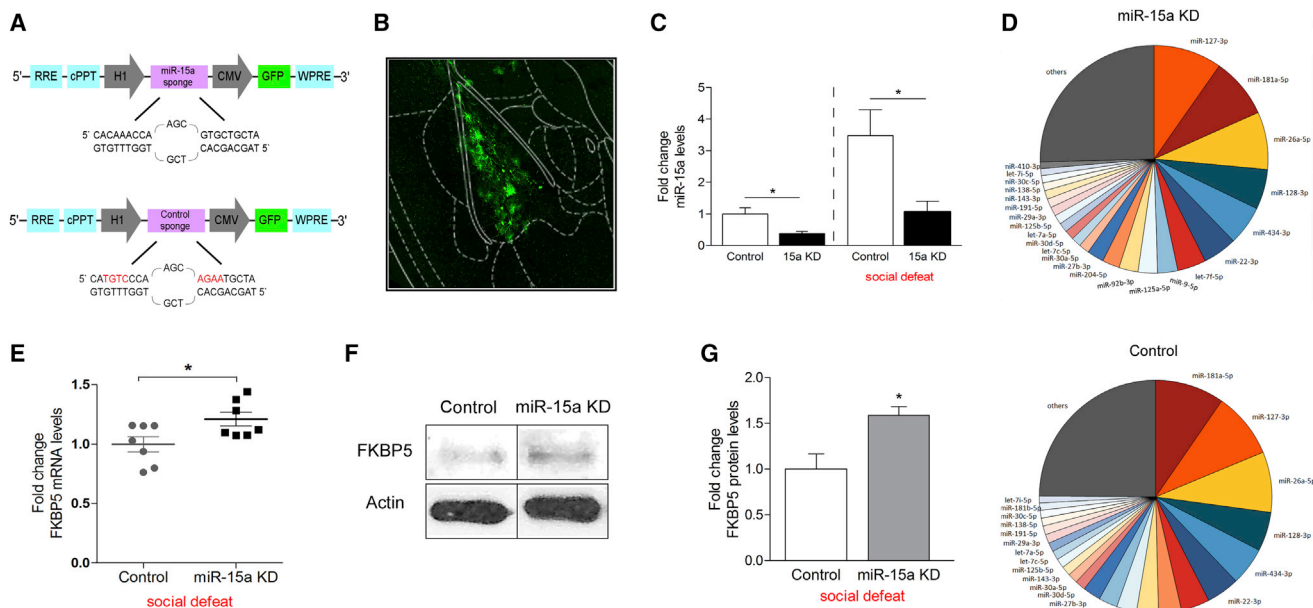 A
5'
RRE
cPPT
H1
miR-15a
sponge
CMV
GFP
WPRE
3'
5' CACAAACCA
AGC
GTGCTGCTA
GTGTTTGGT
GCT
CACGACGAT 5'
5'
RRE
cPPT
H1
Control
sponge
CMV
GFP
WPRE
3'
5' CATGTCCCA
AGC
AGAATGCTA
GTGTTTGGT
GCT
CACGACGAT 5'
B
C
Fold change
miR-15a levels
5
4
3
2
1
0
*
*
Control
15a KD
Control
15a KD
social defeat
D
miR-15a KD
miR-127-3p
miR-181a-5p
miR-26a-5p
miR-128-3p
miR-434-3p
miR-22-3p
let-7f-5p
miR-9-5p
miR-125a-5p
miR-92b-3p
miR-204-5p
miR-27b-3p
miR-30a-5p
let-7c-5p
miR-30d-5p
let-7a-5p
miR-125b-5p
miR-29a-3p
miR-191-5p
miR-143-3p
miR-138-5p
miR-30c-5p
let-7i-5p
miR-410-3p
others
Control
miR-181a-5p
miR-127-3p
miR-26a-5p
miR-128-3p
miR-434-3p
miR-22-3p
miR-27b-3p
miR-30d-5p
miR-30a-5p
miR-143-3p
miR-125b-5p
let-7c-5p
let-7a-5p
miR-29a-3p
miR-191-5p
miR-138-5p
miR-30c-5p
miR-181b-5p
let-7i-5p
others
E
Fold change
FKBP5 mRNA levels
1.5
1.0
0.5
0.0
*
Control
miR-15a KD
social defeat
F
Control
miR-15a KD
FKBP5
Actin
G
Fold change
FKBP5 protein levels
2.0
1.5
1.0
0.5
0.0
*
Control
miR-15a KD
social defeat